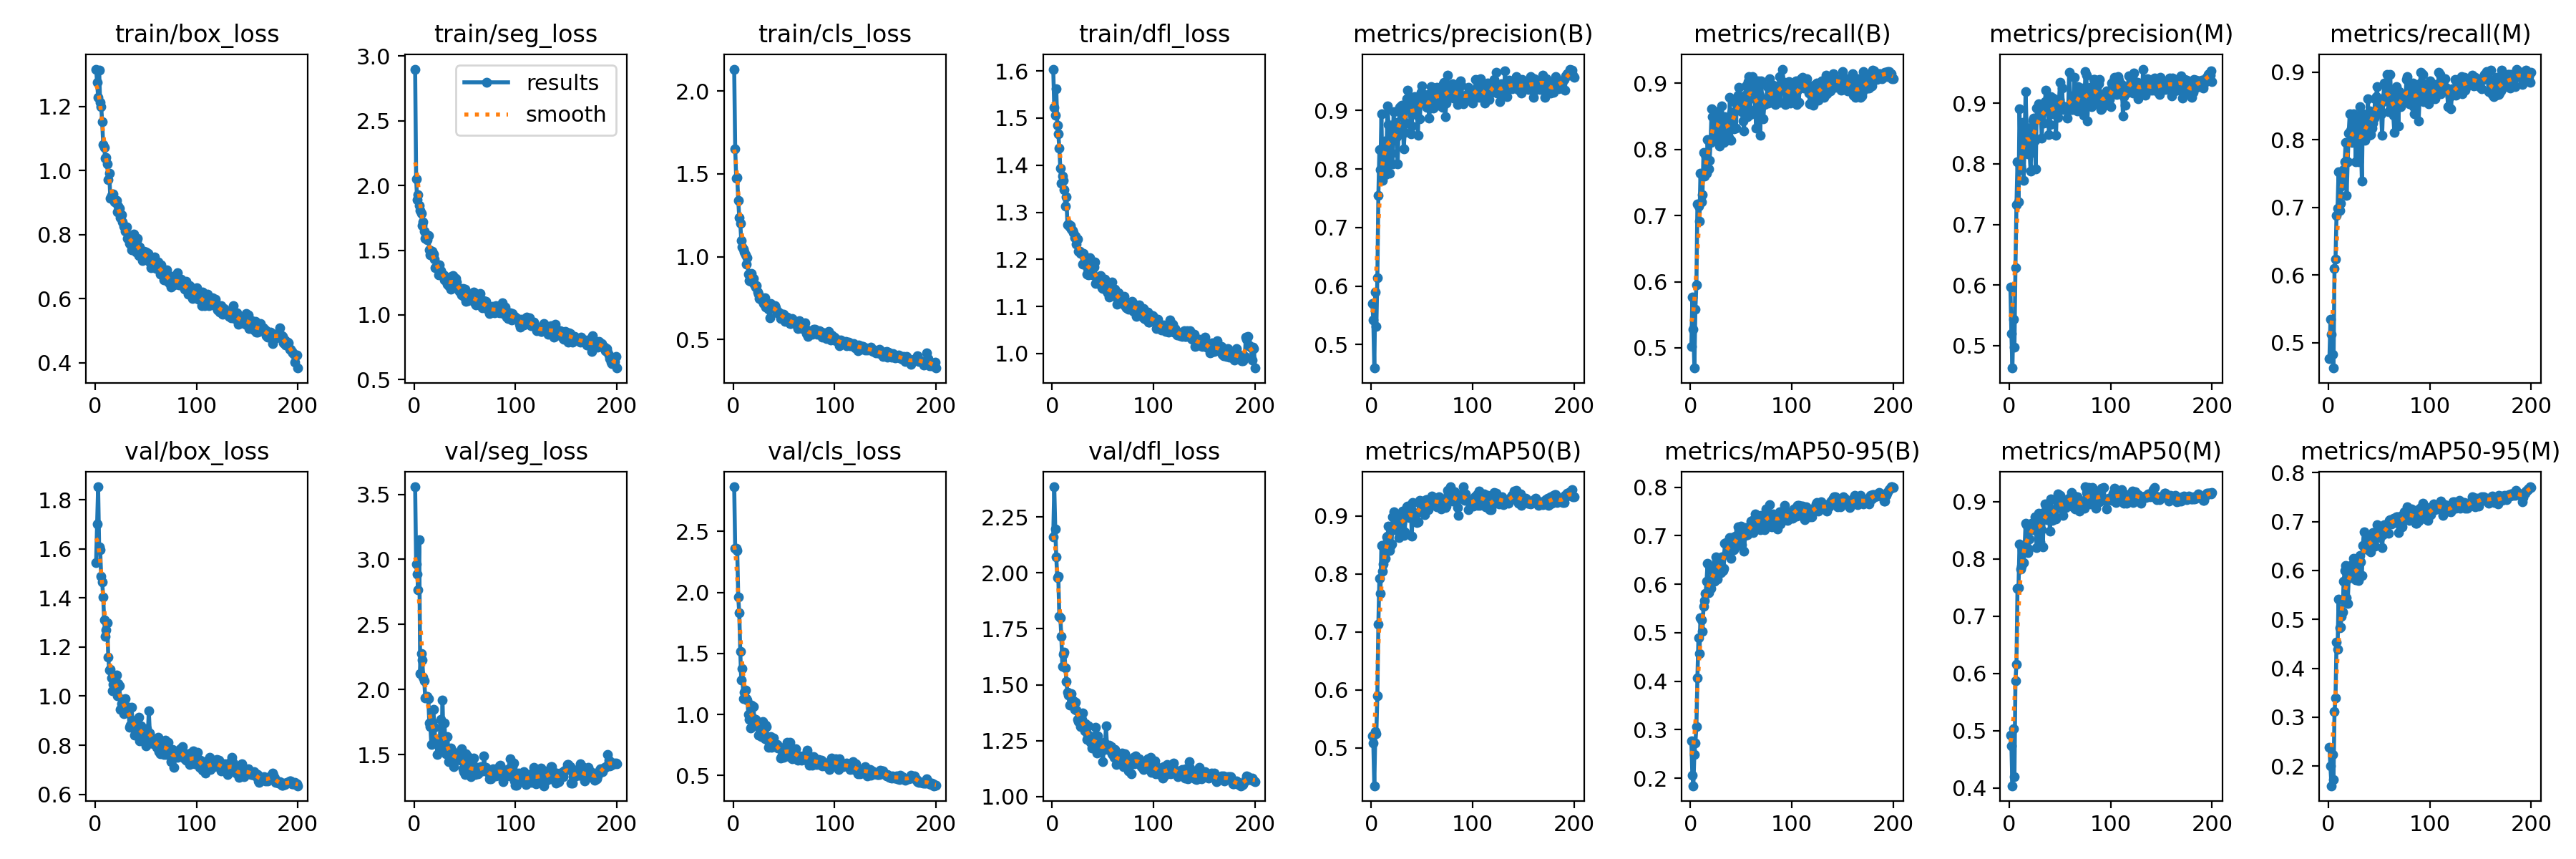 train/box_loss
train/seg_loss
train/cls_loss
train/dfl_loss
metrics/precision(B)
metrics/recall(B)
metrics/precision(M)
metrics/recall(M)
1.2
1.0
0.8
0.6
0.4
0 100 200
3.0
2.5
2.0
1.5
1.0
0.5
results
smooth
0 100 200
2.0
1.5
1.0
0.5
0 100 200
1.6
1.5
1.4
1.3
1.2
1.1
1.0
0 100 200
0.9
0.8
0.7
0.6
0.5
0 100 200
0.9
0.8
0.7
0.6
0.5
0 100 200
0.9
0.8
0.7
0.6
0.5
0 100 200
0.9
0.8
0.7
0.6
0.5
0 100 200
val/box_loss
val/seg_loss
val/cls_loss
val/dfl_loss
metrics/mAP50(B)
metrics/mAP50-95(B)
metrics/mAP50(M)
metrics/mAP50-95(M)
1.8
1.6
1.4
1.2
1.0
0.8
0.6
0 100 200
3.5
3.0
2.5
2.0
1.5
0 100 200
2.5
2.0
1.5
1.0
0.5
0 100 200
2.25
2.00
1.75
1.50
1.25
1.00
0 100 200
0.9
0.8
0.7
0.6
0.5
0 100 200
0.8
0.7
0.6
0.5
0.4
0.3
0.2
0 100 200
0.9
0.8
0.7
0.6
0.5
0.4
0 100 200
0.8
0.7
0.6
0.5
0.4
0.3
0.2
0 100 200